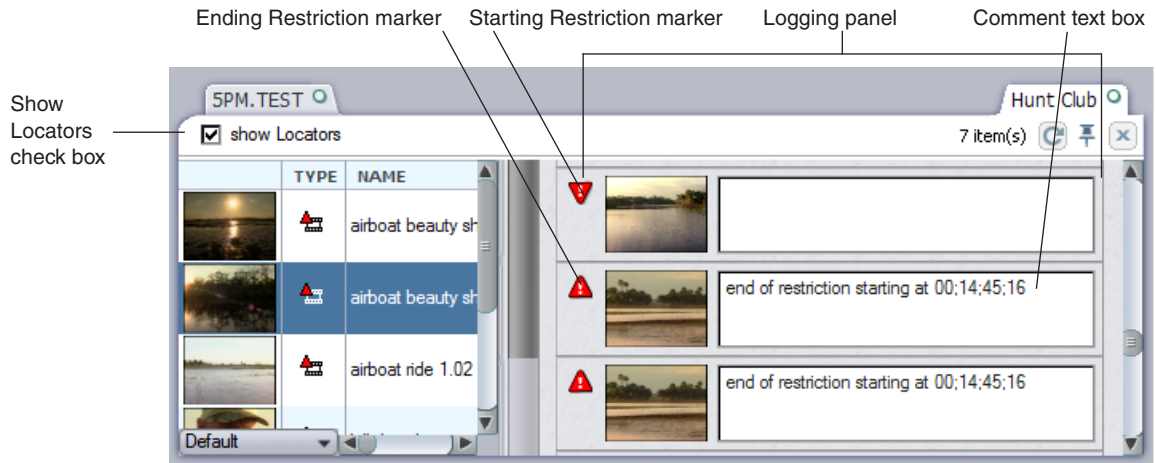 Ending Restriction marker
Starting Restriction marker
Logging panel
Comment text box
Show
Locators
check box
5PM.TEST
Hunt Club
show Locators
7 item(s)
TYPE NAME
airboat beauty sh
airboat beauty sh
airboat ride 1.02
Default
end of restriction starting at 00;14;45;16
end of restriction starting at 00;14;45;16